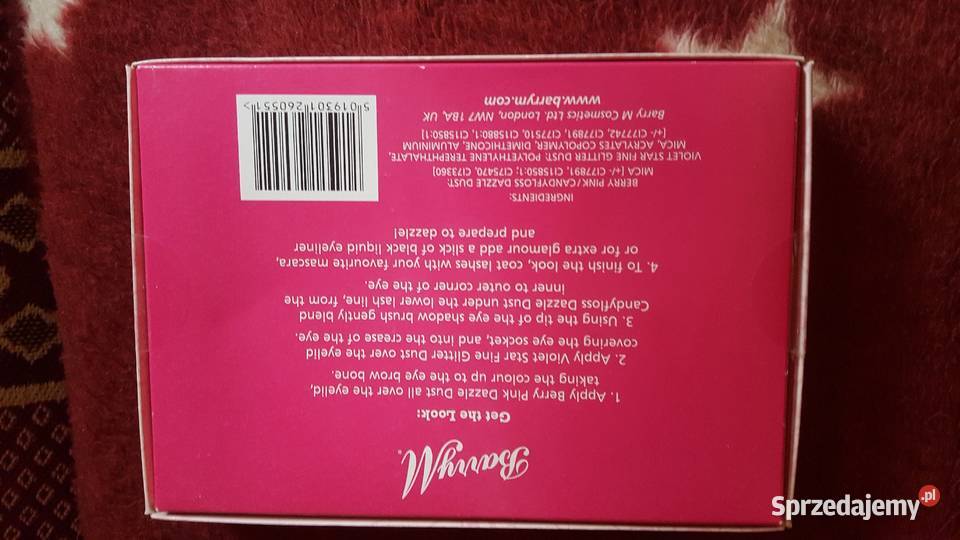 Barry M.
Get the Look:
1. Apply Berry Pink Dazzle Dust all over the eyelid,
taking the colour up to the eye brow bone.
2. Apply Violet Star Fine Glitter Dust over the eyelid
covering the eye socket, and into the crease of the eye.
3. Using the tip of the eye shadow brush gently blend
Candyfloss Dazzle Dust under the lower lash line, from the
inner to outer corner of the eye.
4. To finish the look, coat lashes with your favourite mascara,
or for extra glamour add a slick of black liquid eyeliner
and prepare to dazzle!
INGREDIENTS:
BERRY PINK/CANDYFLOSS DAZZLE DUST:
MICA [+/- CI77891, CI15850:1; CI75470, CI73360]
VIOLET STAR FINE GLITTER DUST: POLYETHYLENE TEREPHTHALATE,
MICA, ACRYLATES COPOLYMER, DIMETHICONE, ALUMINIUM
[+/- CI77742, CI77891, CI77510, CI15880:1, CI15850:1]
Barry M Cosmetics Ltd. London, NW7 1BA, UK
www.barrym.com
5 019301 260551 >
Sprzedajemy.pl